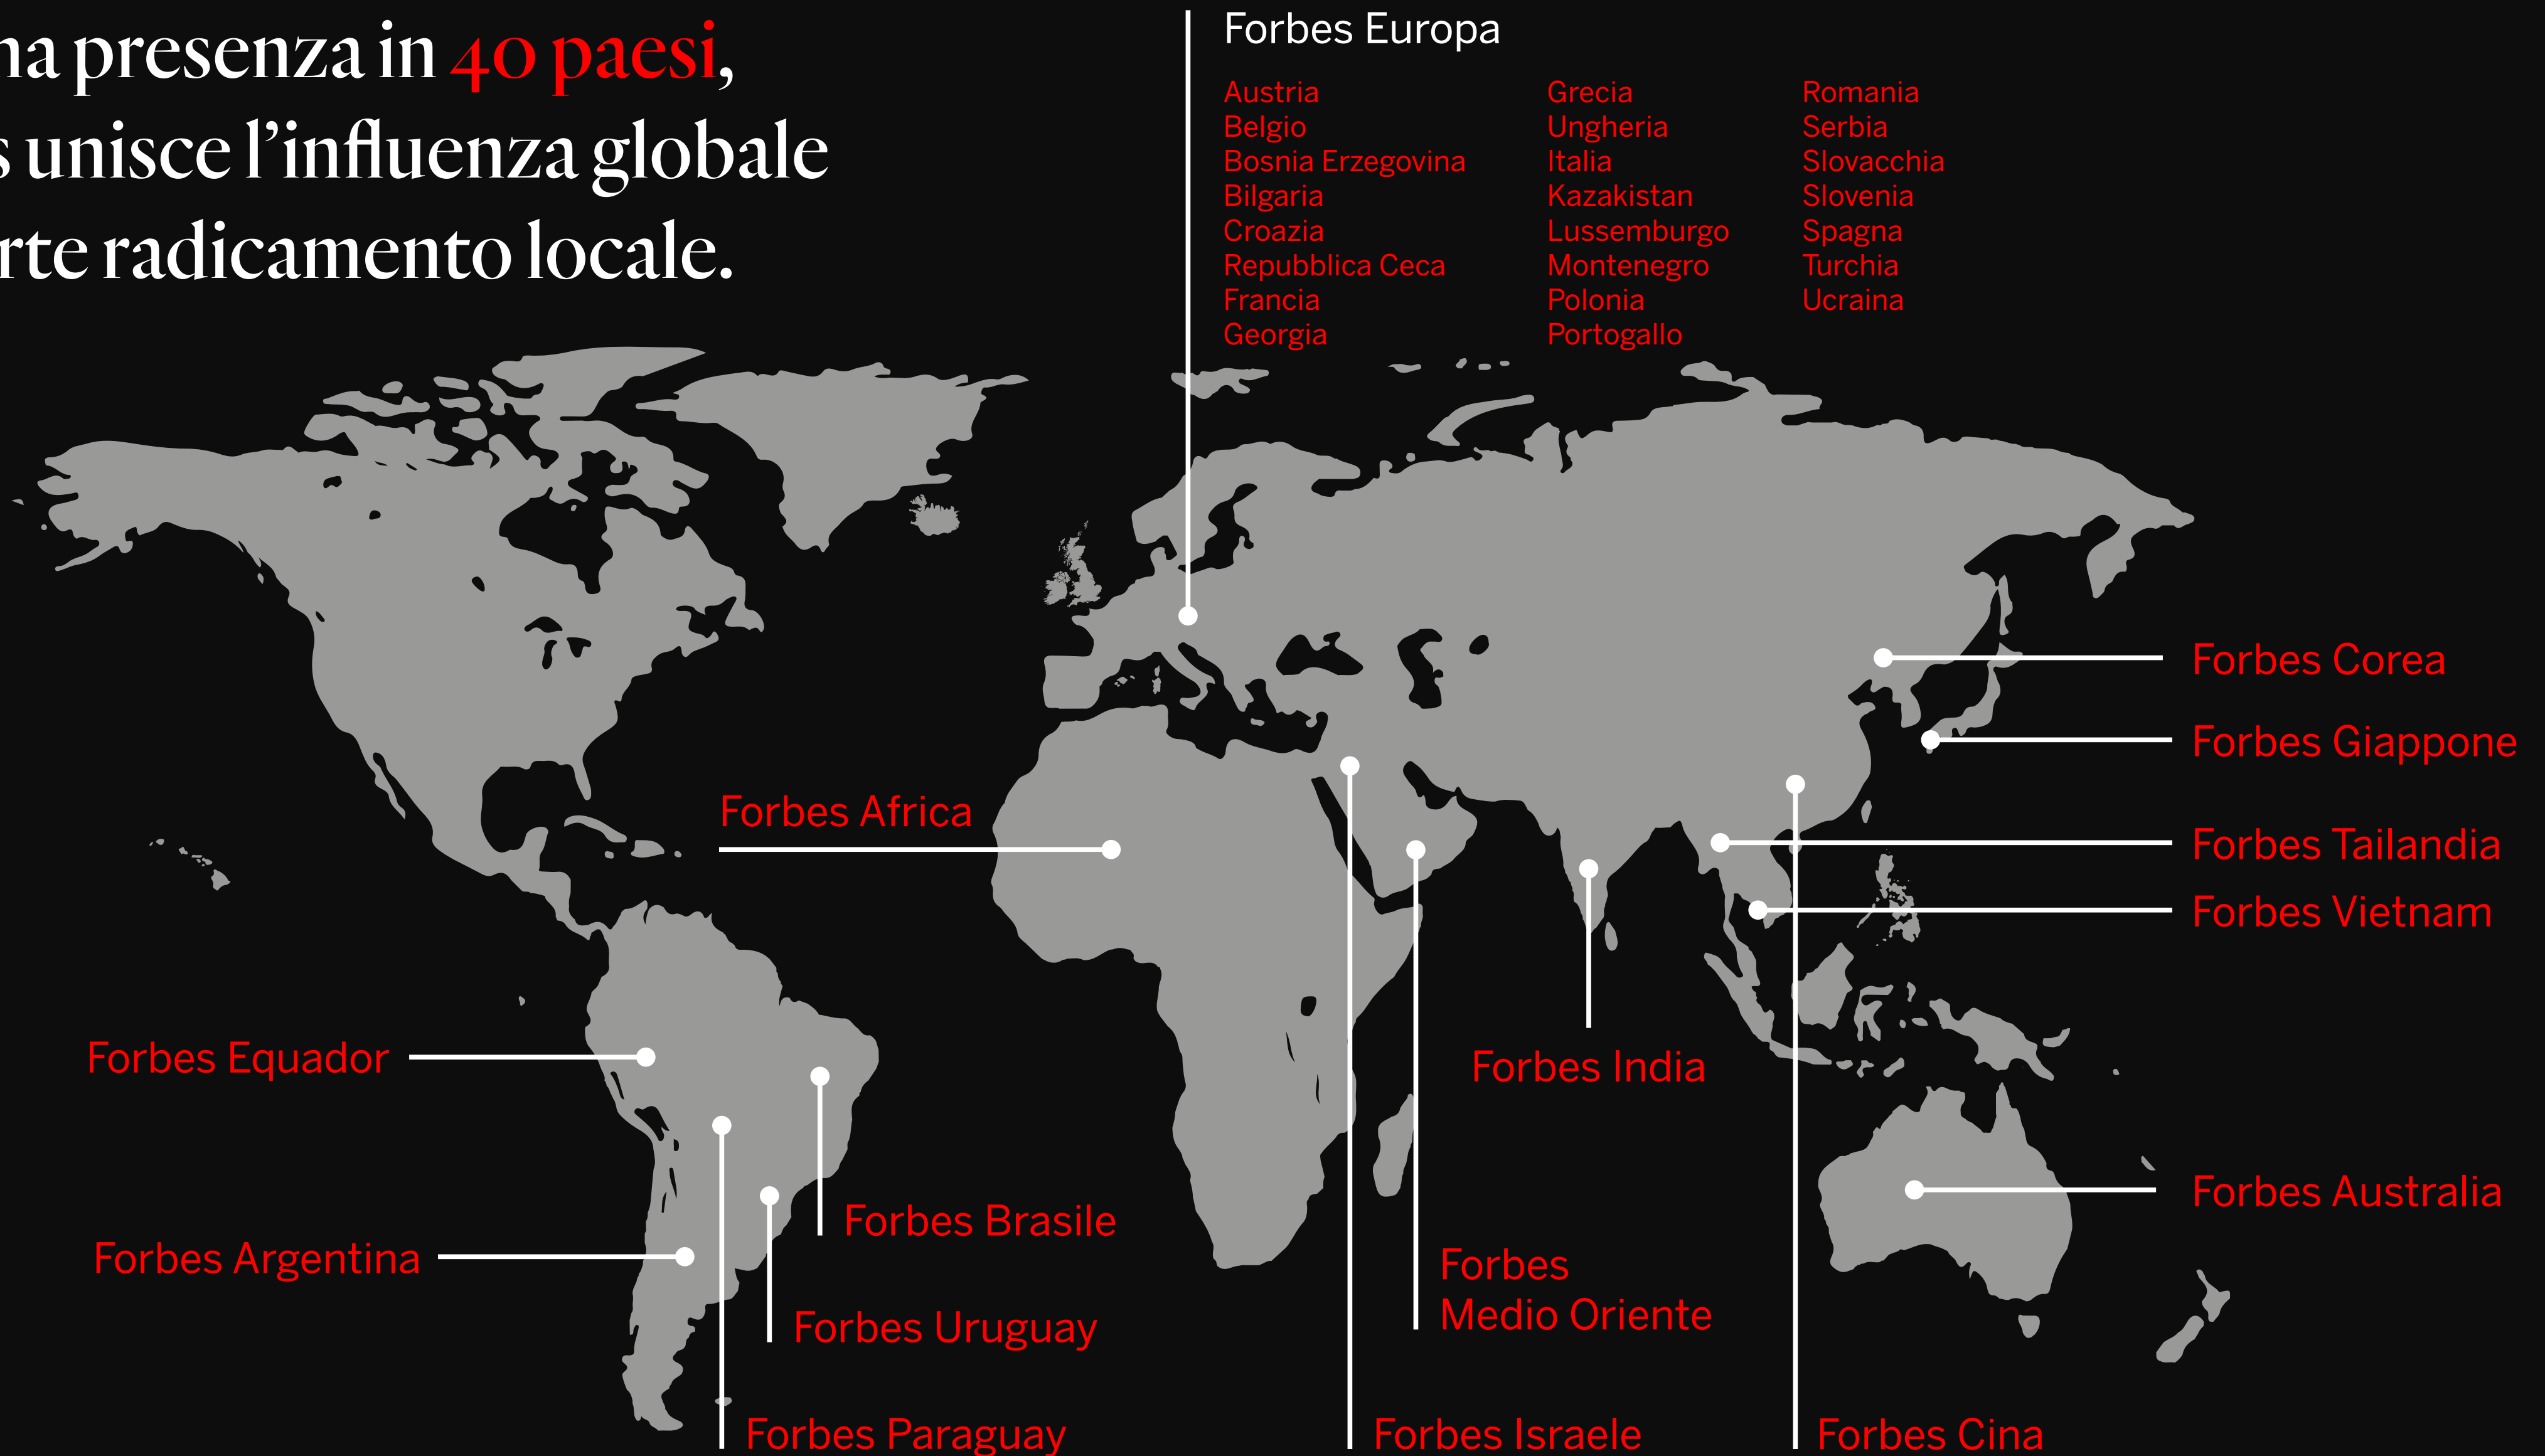 na presenza in 40 paesi,
s unisce l’influenza globale
rte radicamento locale.
Forbes Europa
Austria
Belgio
Bosnia Erzegovina
Bilgaria
Croazia
Repubblica Ceca
Francia
Georgia
Grecia
Ungheria
Italia
Kazakistan
Lussemburgo
Montenegro
Polonia
Portogallo
Romania
Serbia
Slovacchia
Slovenia
Spagna
Turchia
Ucraina
Forbes Corea
Forbes Giappone
Forbes Africa
Forbes Tailandia
Forbes Vietnam
Forbes Equador
Forbes India
Forbes Australia
Forbes Brasile
Forbes Argentina
Forbes
Medio Oriente
Forbes Uruguay
Forbes Paraguay
Forbes Israele
Forbes Cina